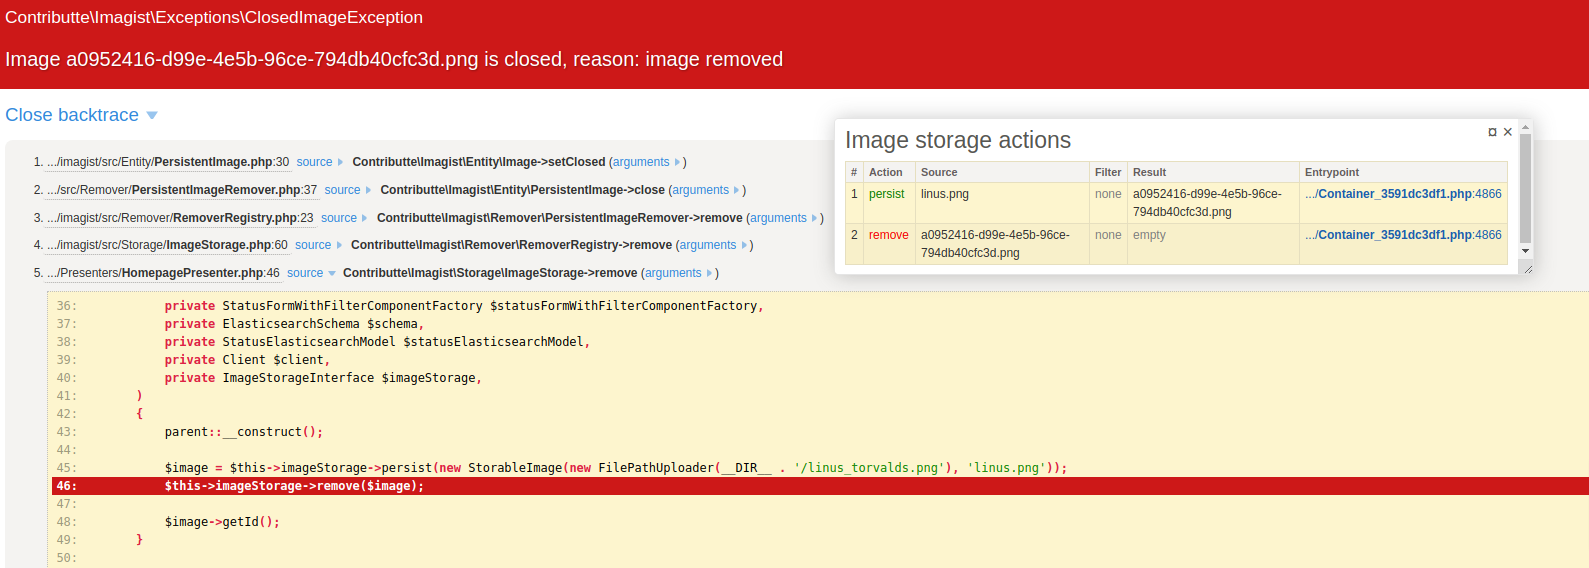 Contributte\Imagist\Exceptions\ClosedImageException
Image a0952416-d99e-4e5b-96ce-794db40cfc3d.png is closed, reason: image removed
Close backtrace
1. .../imagist/src/Entity/PersistentImage.php:30 source Contributte\Imagist\Entity\Image->setClosed (arguments)
2. .../src/Remover/PersistentImageRemover.php:37 source Contributte\Imagist\Entity\PersistentImage->close (arguments)
3. .../imagist/src/Remover/RemoverRegistry.php:23 source Contributte\Imagist\Remover\PersistentImageRemover->remove (arguments)
4. .../imagist/src/Storage/ImageStorage.php:60 source Contributte\Imagist\Remover\RemoverRegistry->remove (arguments)
5. .../Presenters/HomepagePresenter.php:46 source Contributte\Imagist\Storage\ImageStorage->remove (arguments)
Image storage actions
# Action Source Filter Result Entrypoint
1 persist linus.png none a0952416-d99e-4e5b-96ce-794db40cfc3d.png .../Container_3591dc3df1.php:4866
2 remove a0952416-d99e-4e5b-96ce-794db40cfc3d.png none empty .../Container_3591dc3df1.php:4866
36: private StatusFormWithFilterComponentFactory $statusFormWithFilterComponentFactory,
37: private ElasticsearchSchema $schema,
38: private StatusElasticsearchModel $statusElasticsearchModel,
39: private Client $client,
40: private ImageStorageInterface $imageStorage,
41: )
42: {
43: parent::__construct();
44:
45: $image = $this->imageStorage->persist(new StorableImage(new FilePathUploader(__DIR__ . '/linus_torvalds.png'), 'linus.png'));
46: $this->imageStorage->remove($image);
47:
48: $image->getId();
49: }
50: